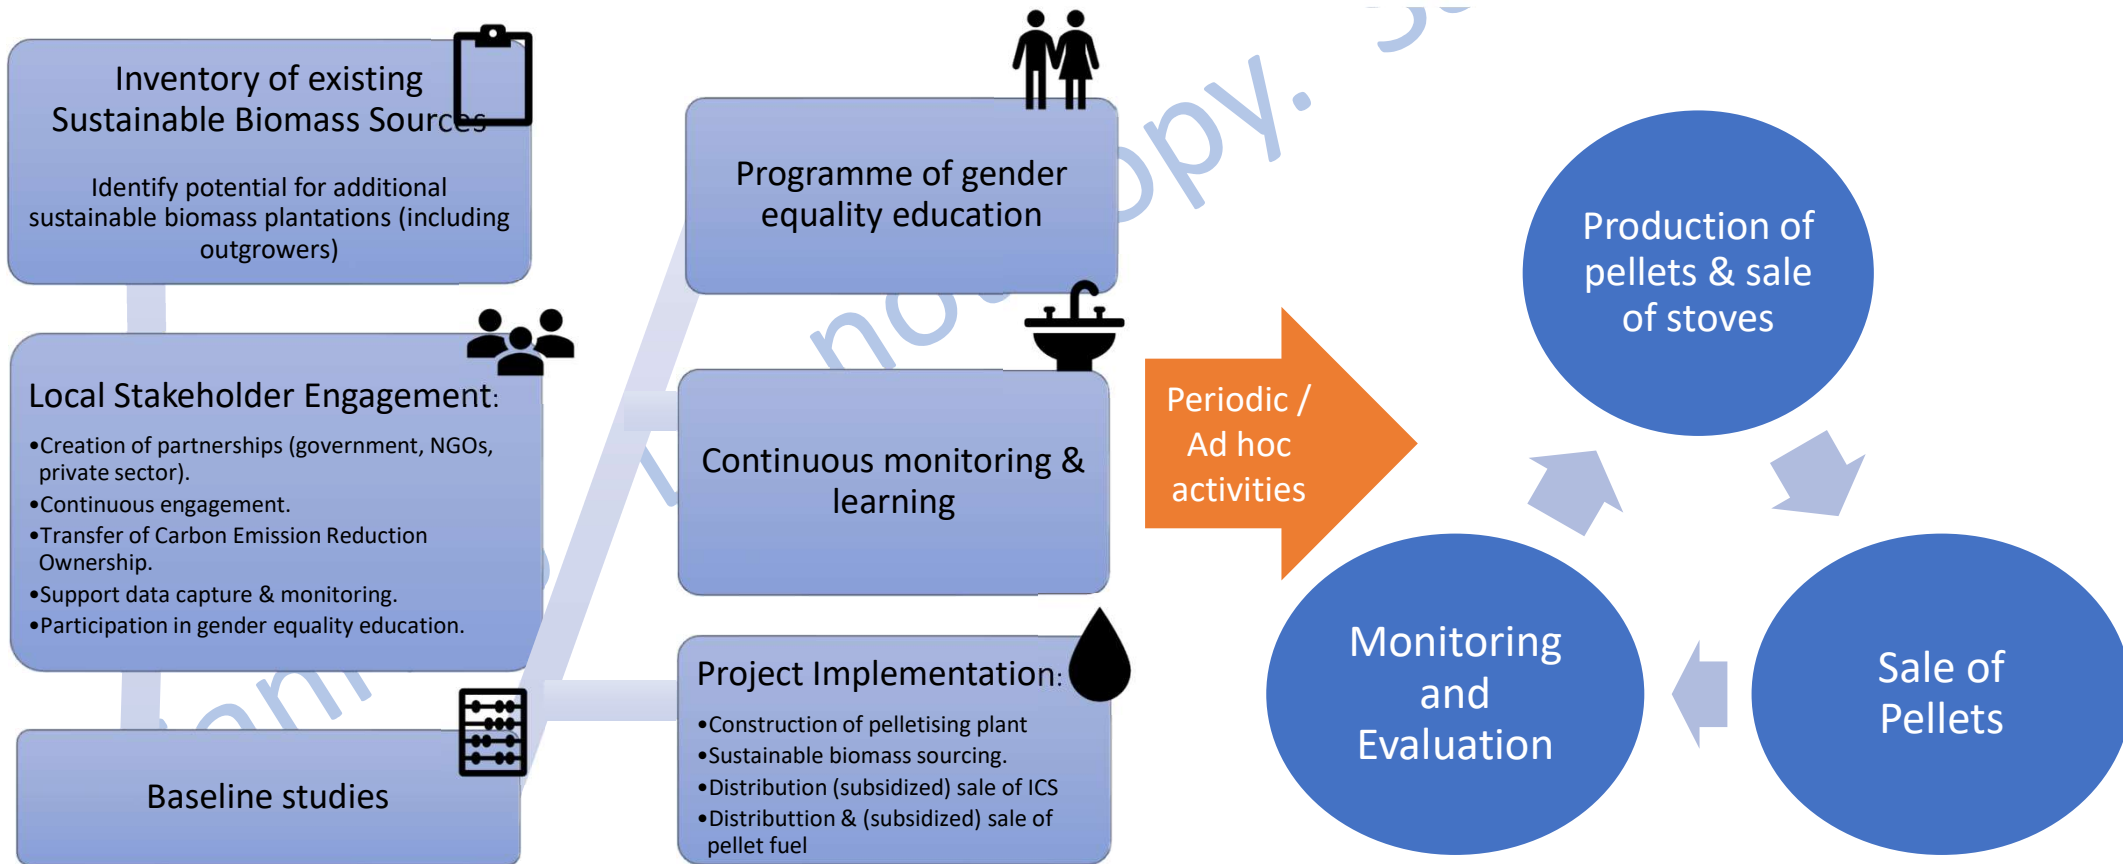 Inventory of existing
Sustainable Biomass Sources
Identify potential for additional
sustainable biomass plantations (including
outgrowers)
Local Stakeholder Engagement:
•Creation of partnerships (government, NGOs,
private sector).
•Continuous engagement.
•Transfer of Carbon Emission Reduction
Ownership.
•Support data capture & monitoring.
•Participation in gender equality education.
Baseline studies
Programme of gender
equality education
Continuous monitoring &
learning
Project Implementation:
•Construction of pelletising plant
•Sustainable biomass sourcing.
•Distribution (subsidized) sale of ICS
•Distributtion & (subsidized) sale of
pellet fuel
Periodic /
Ad hoc
activities
Production of
pellets & sale
of stoves
Sale of
Pellets
Monitoring
and
Evaluation